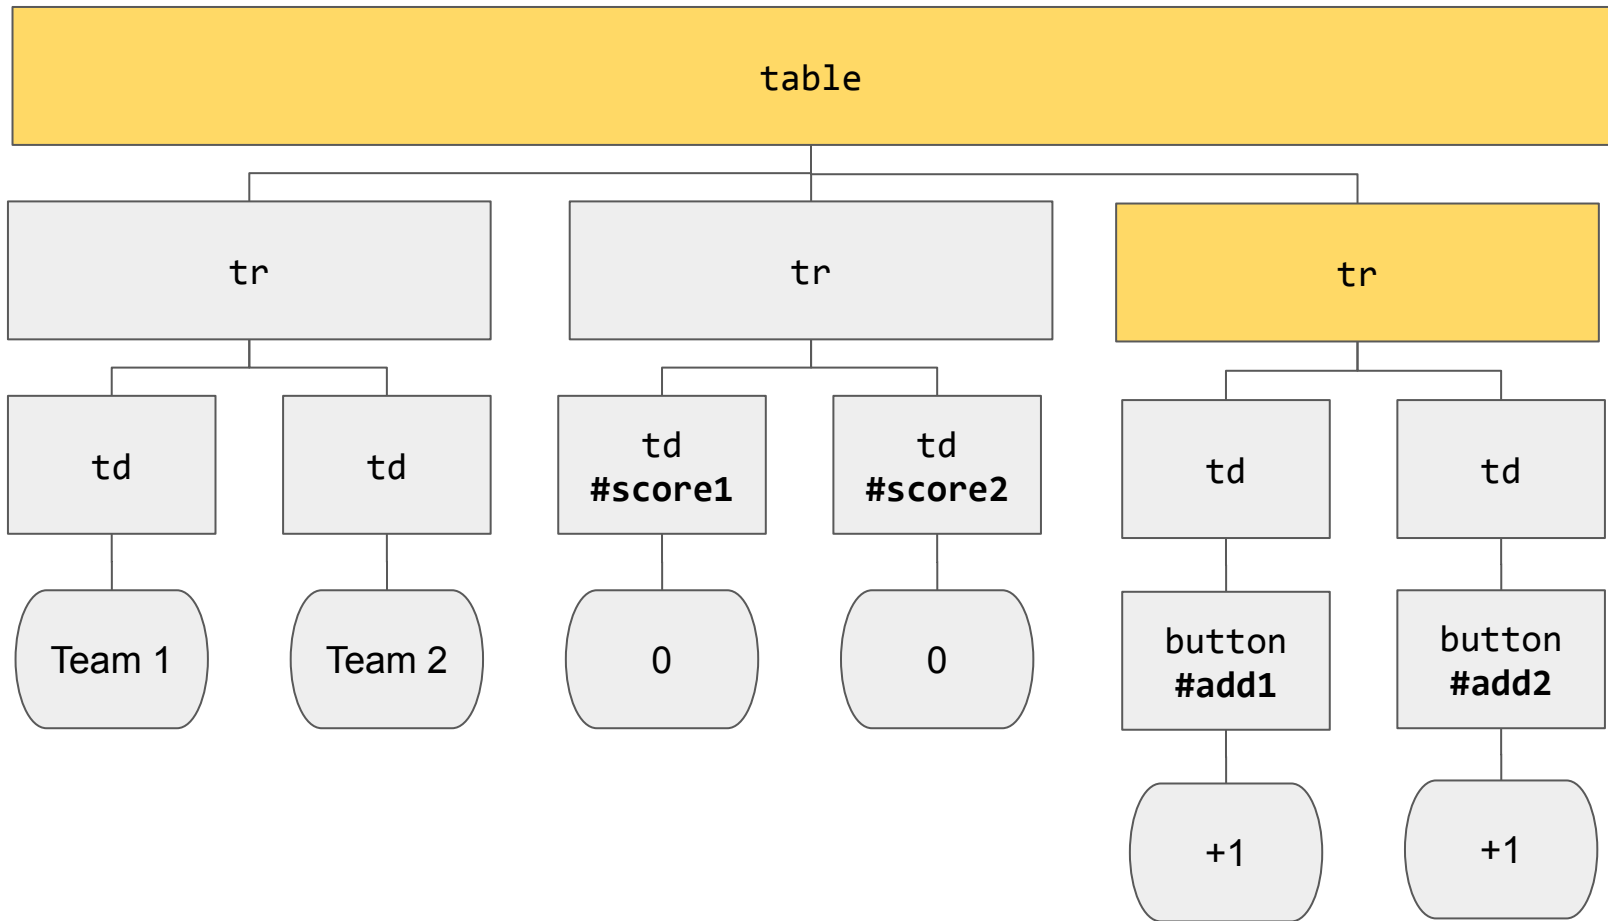 table
tr
tr
tr
td
td
td
#score1
td
#score2
td
td
Team 1
Team 2
0
0
button
#add1
button
#add2
+1
+1